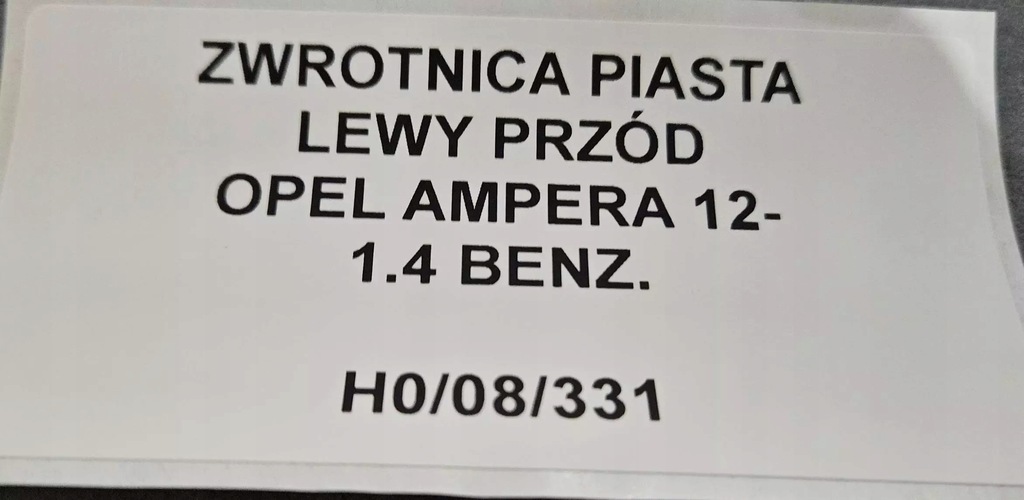 ZWROTNICA PIASTA
LEWY PRZÓD
OPEL AMPERA 12-
1.4 BENZ.
H0/08/331